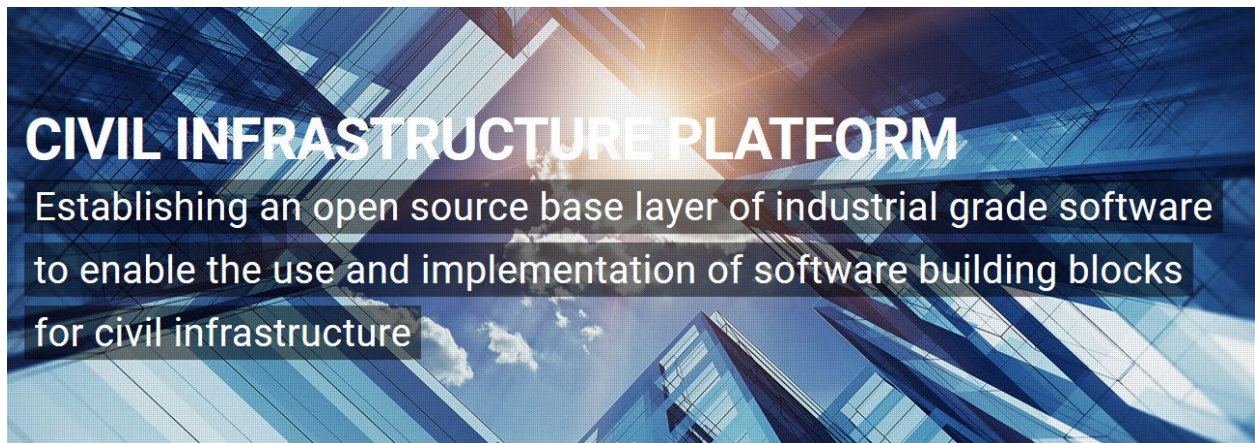 CIVIL INFRASTRUCTURE PLATFORM
Establishing an open source base layer of industrial grade software
to enable the use and implementation of software building blocks
for civil infrastructure